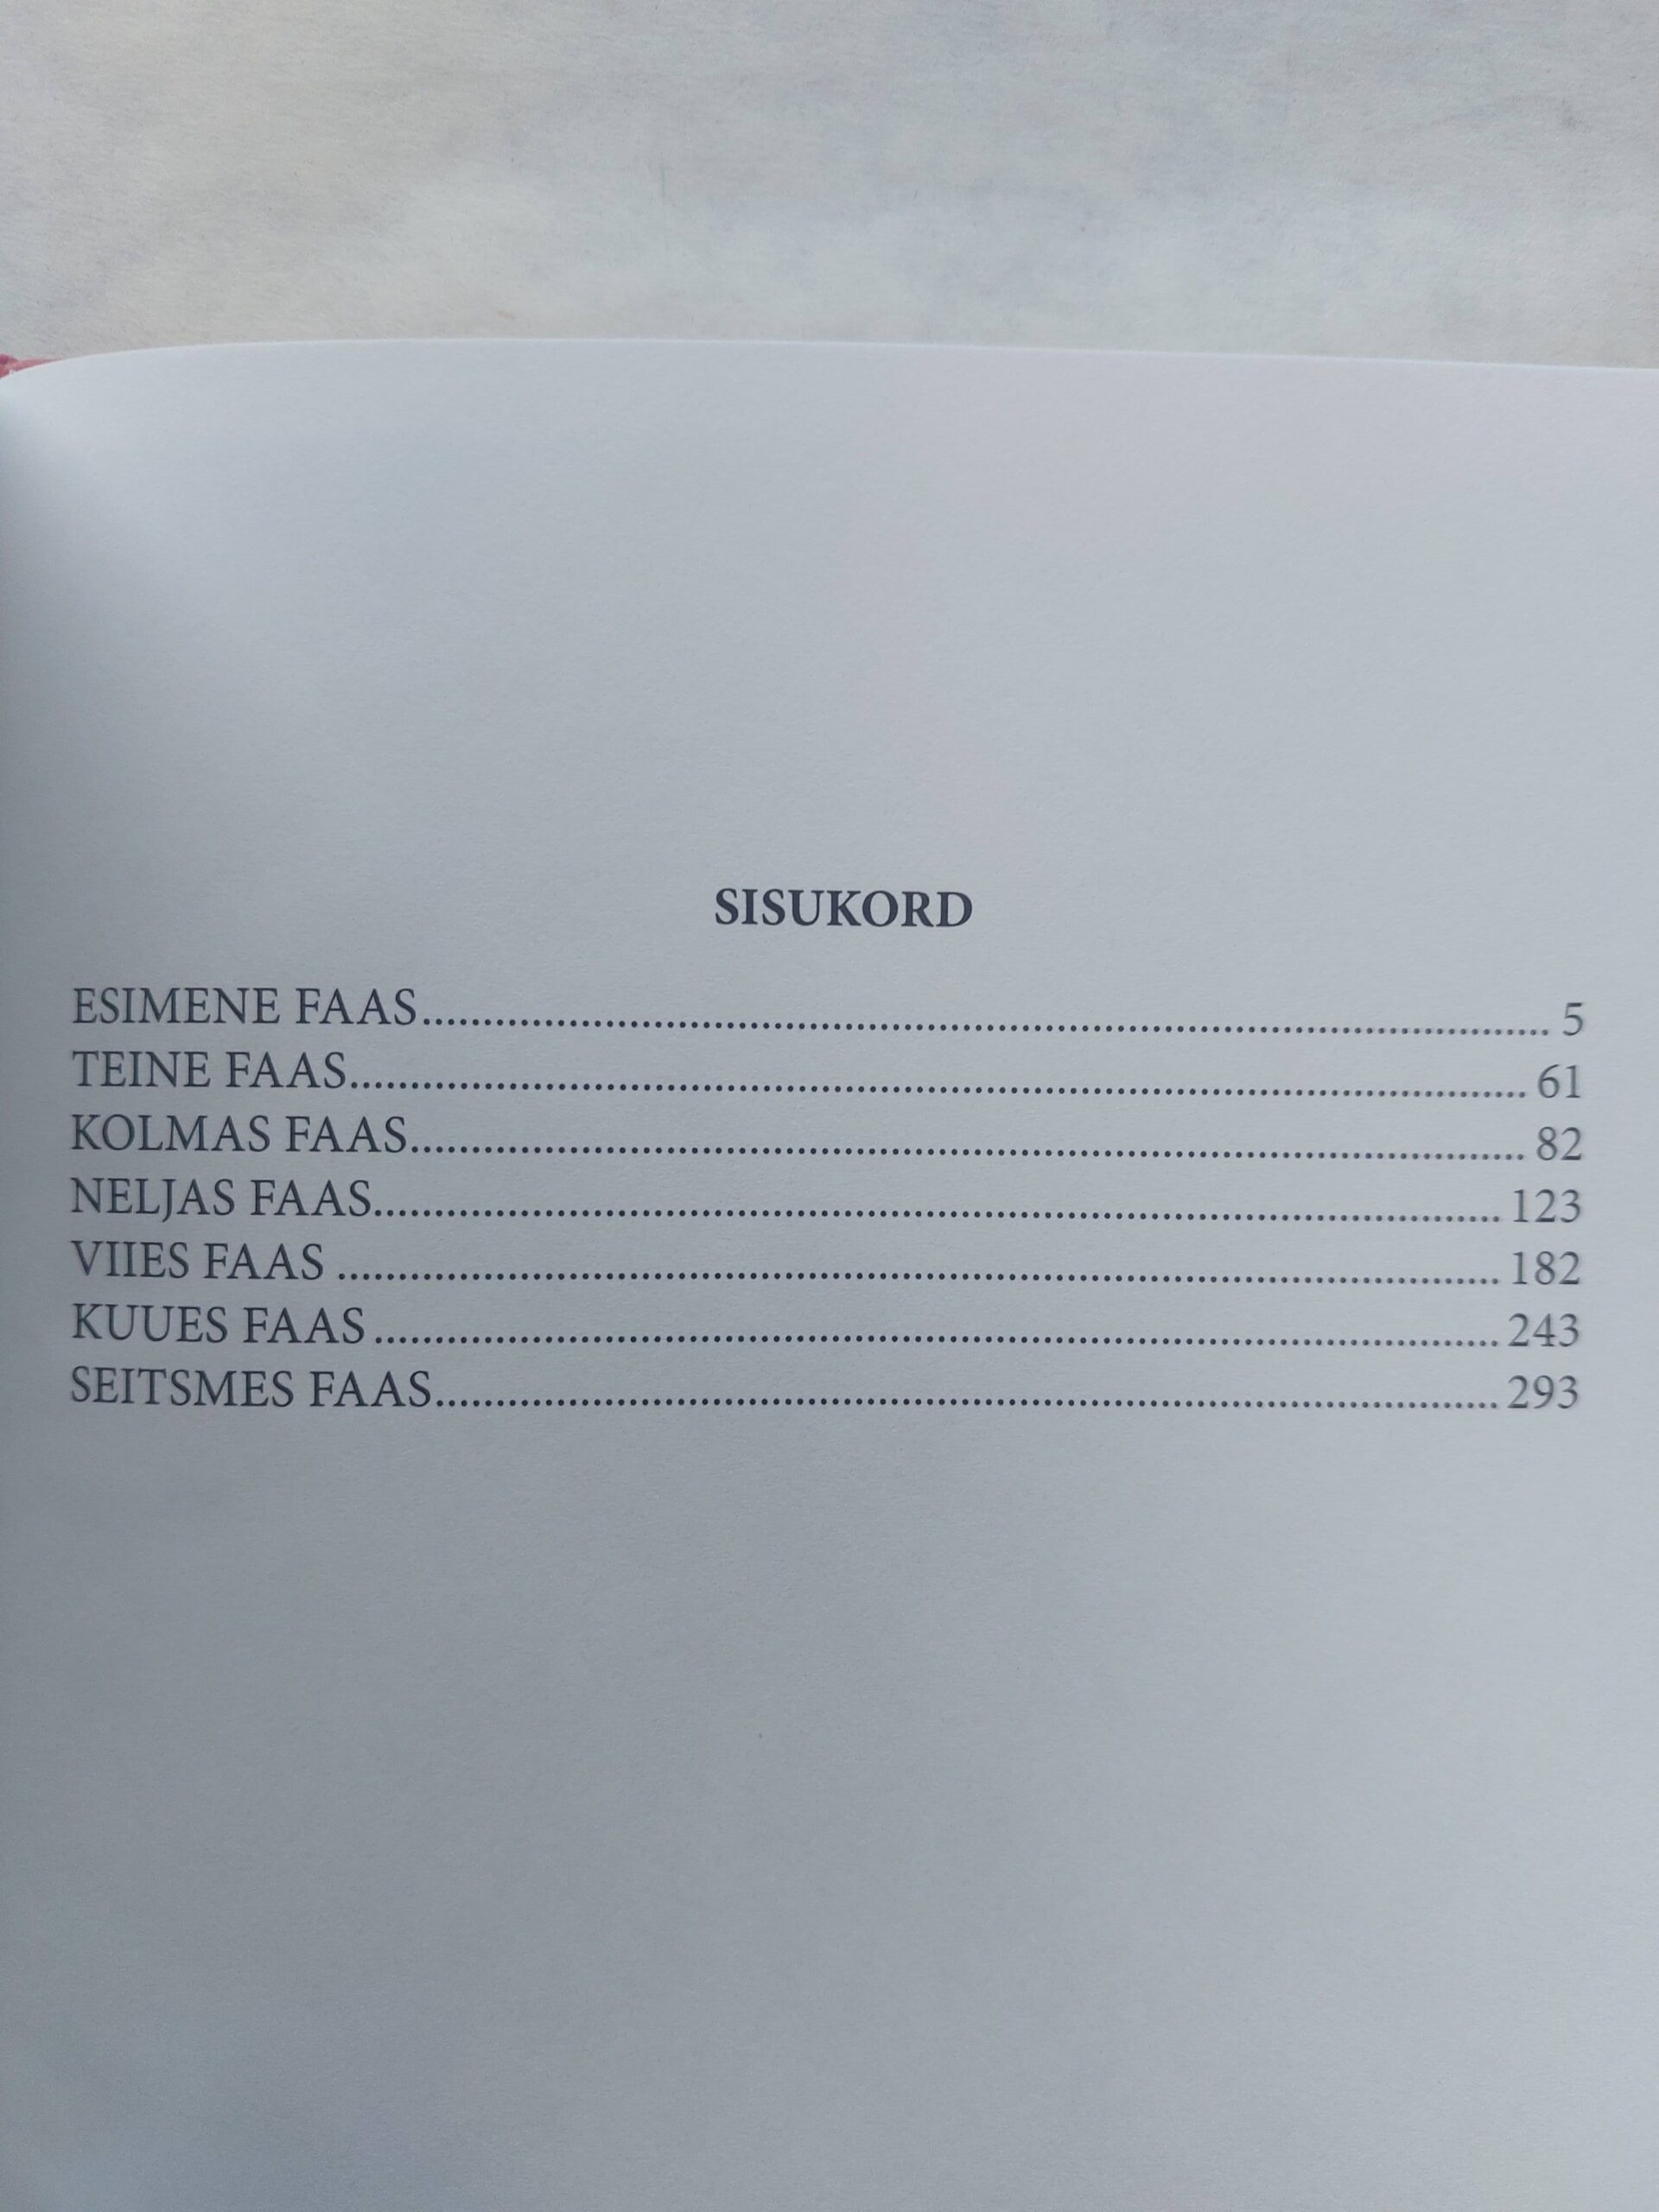 SISUKORD
ESIMENE FAAS........................................................................................... 5
TEINE FAAS............................................................................................... 61
KOLMAS FAAS.......................................................................................... 82
NELJAS FAAS........................................................................................... 123
VIIES FAAS .............................................................................................. 182
KUUES FAAS ........................................................................................... 243
SEITSMES FAAS...................................................................................... 293